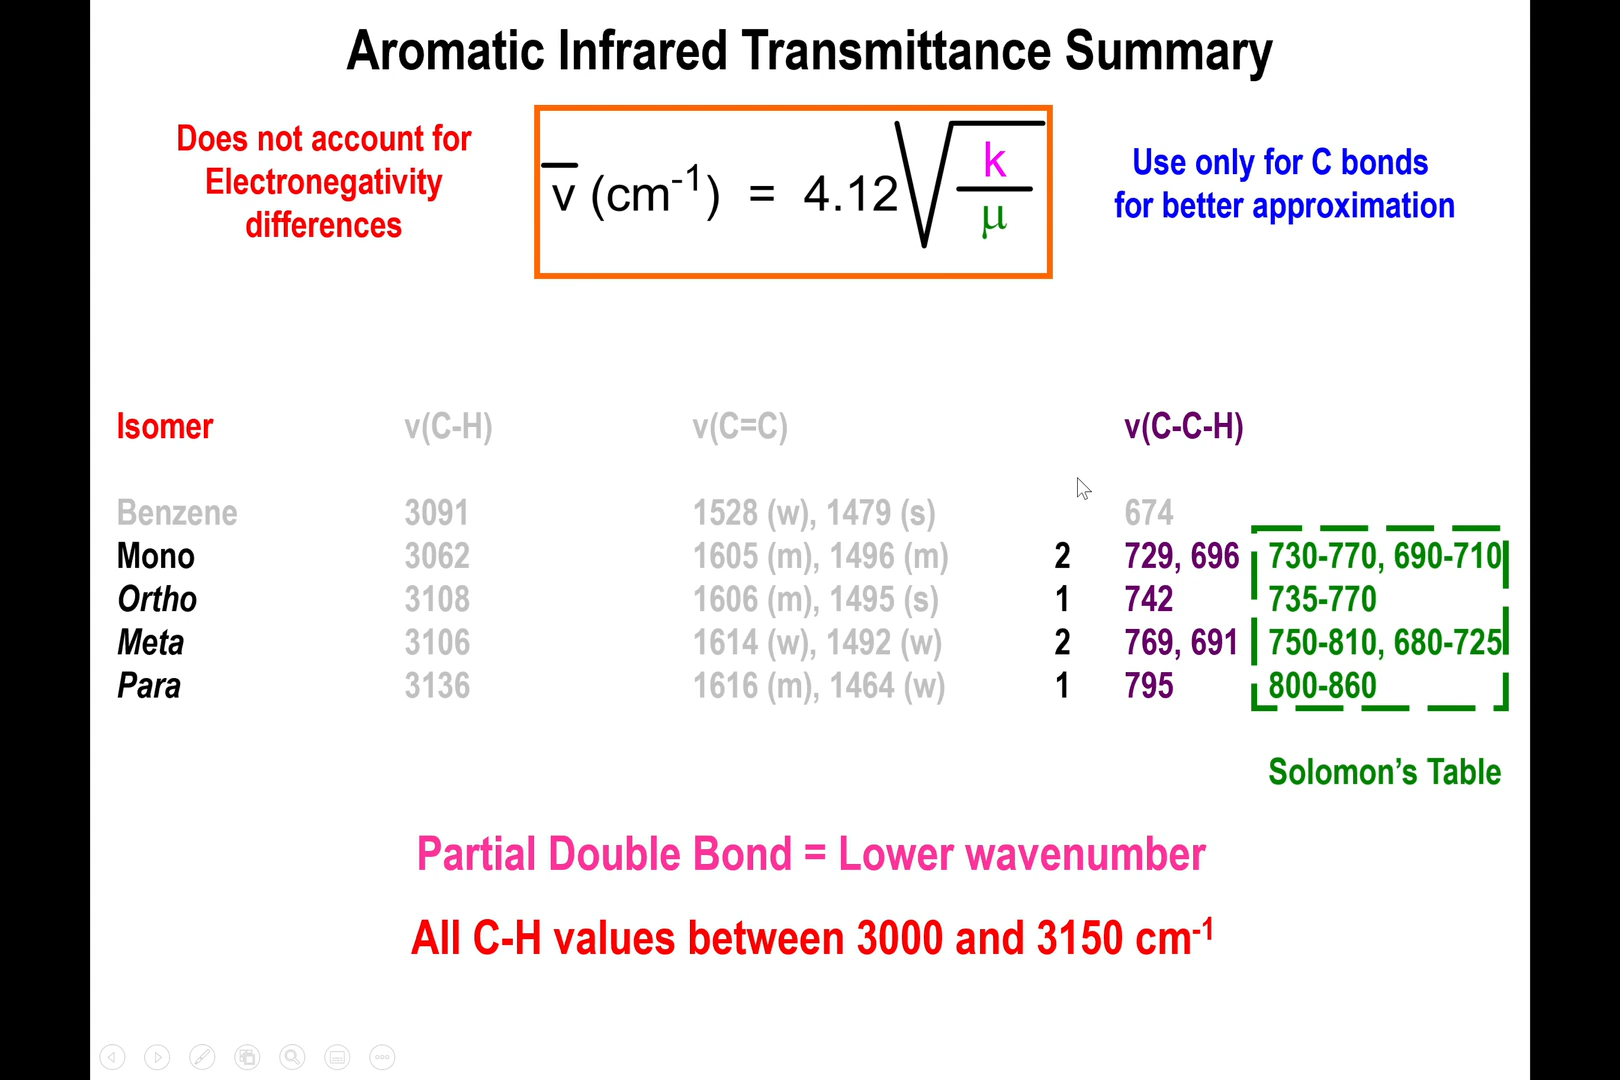 Aromatic Infrared Transmittance Summary
Does not account for
Electronegativity
differences
v̅ (cm⁻¹) = 4.12√(k/μ)
Use only for C bonds
for better approximation
Isomer v(C-H) v(C=C) v(C-C-H)
Benzene 3091 1528 (w), 1479 (s) 674
Mono 3062 1605 (m), 1496 (m) 2 729, 696 730-770, 690-710
Ortho 3108 1606 (m), 1495 (s) 1 742 735-770
Meta 3106 1614 (w), 1492 (w) 2 769, 691 750-810, 680-725
Para 3136 1616 (m), 1464 (w) 1 795 800-860
Solomon’s Table
Partial Double Bond = Lower wavenumber
All C-H values between 3000 and 3150 cm⁻¹